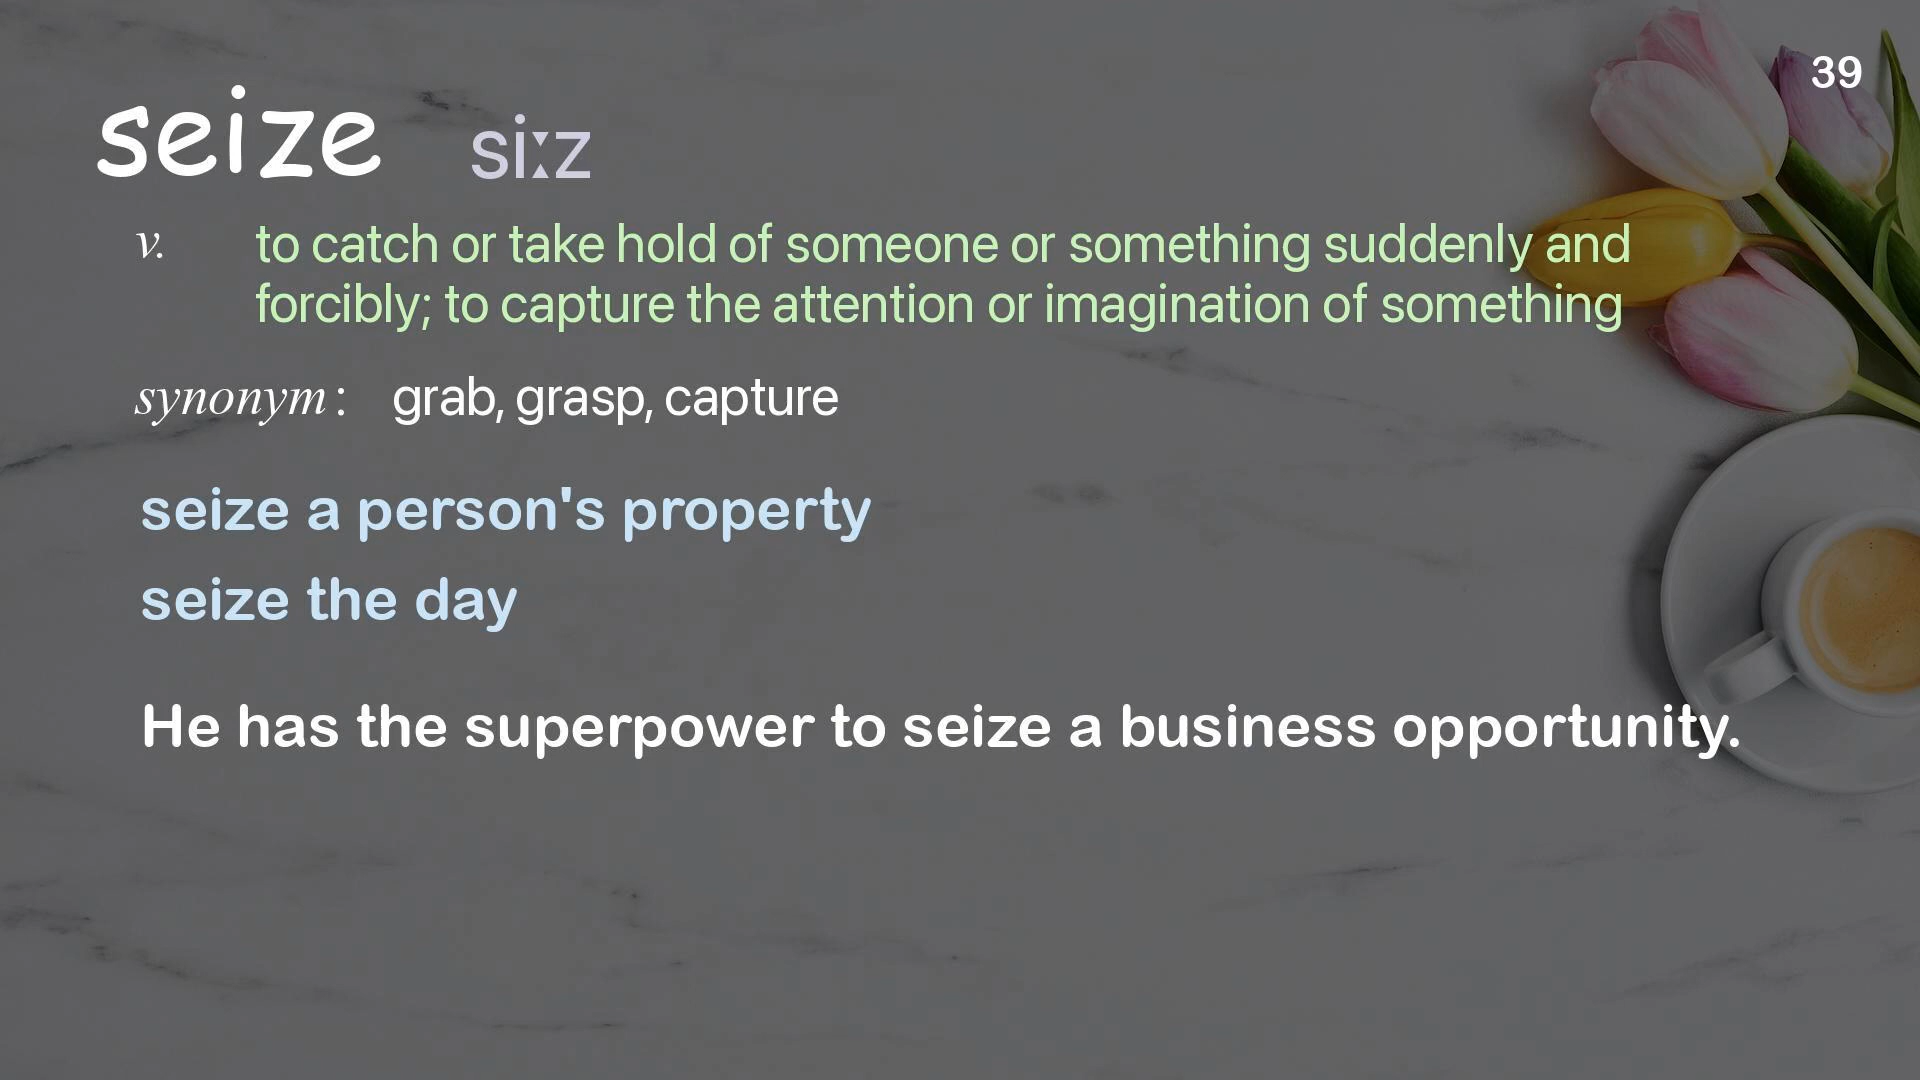 39
seize siːz
v. to catch or take hold of someone or something suddenly and
forcibly; to capture the attention or imagination of something
synonym : grab, grasp, capture
seize a person's property
seize the day
He has the superpower to seize a business opportunity.